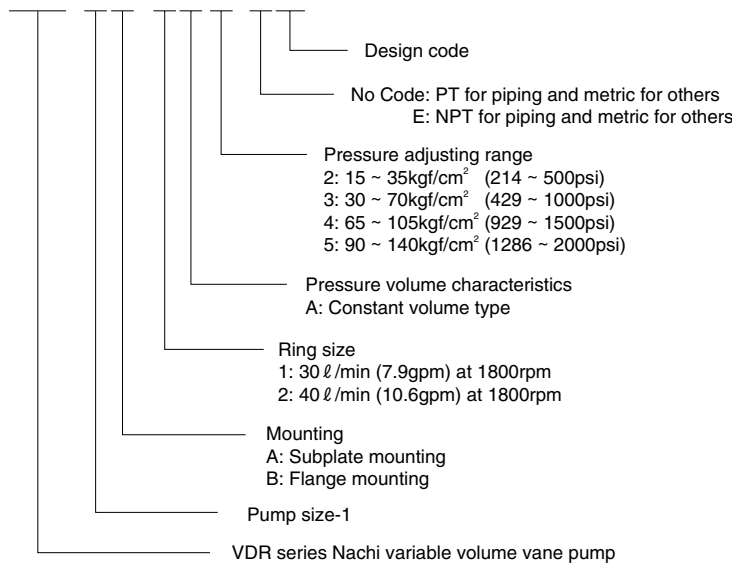 Design code
No Code: PT for piping and metric for others
E: NPT for piping and metric for others
Pressure adjusting range
2: 15 ~ 35kgf/cm² (214 ~ 500psi)
3: 30 ~ 70kgf/cm² (429 ~ 1000psi)
4: 65 ~ 105kgf/cm² (929 ~ 1500psi)
5: 90 ~ 140kgf/cm² (1286 ~ 2000psi)
Pressure volume characteristics
A: Constant volume type
Ring size
1: 30 ℓ/min (7.9gpm) at 1800rpm
2: 40 ℓ/min (10.6gpm) at 1800rpm
Mounting
A: Subplate mounting
B: Flange mounting
Pump size-1
VDR series Nachi variable volume vane pump